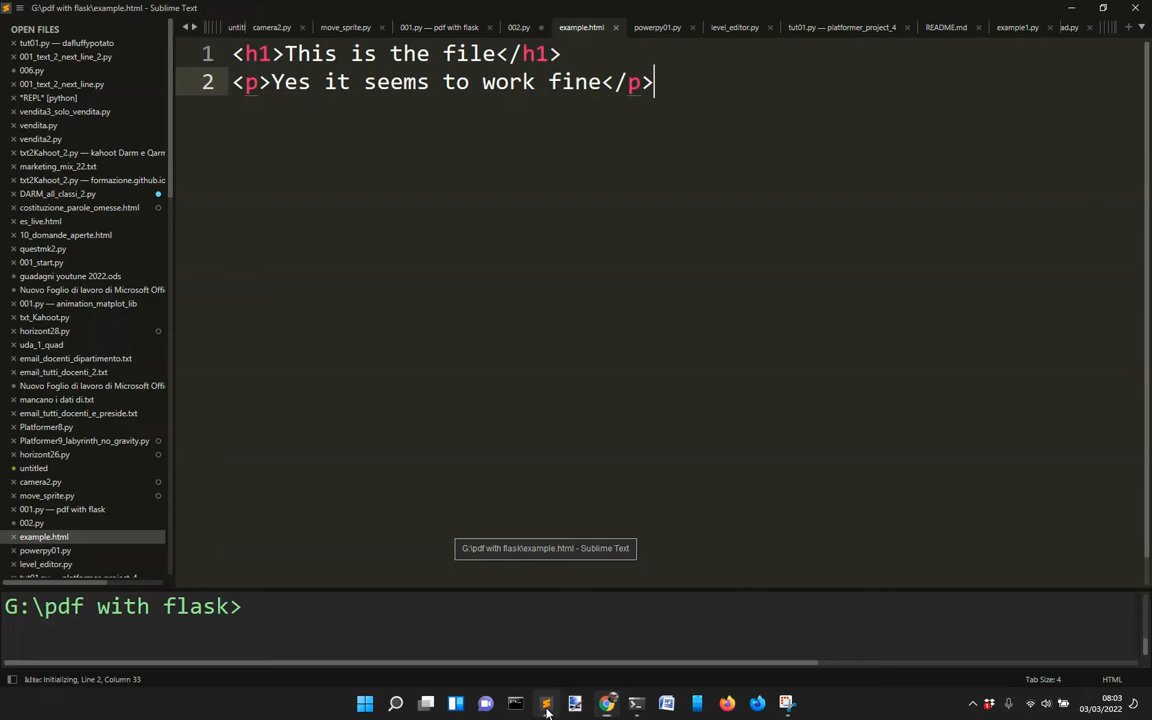 G:\pdf with flask\example.html - Sublime Text
OPEN FILES
tut01.py — dafluffypotato
001_text_2_next_line_2.py
006.py
001_text_2_next_line.py
*REPL* [python]
vendita3_solo_vendita.py
vendita.py
vendita2.py
txt2Kahoot_2.py — kahoot Darm e Qarm
marketing_mix_22.txt
txt2Kahoot_2.py — formazione.github.io
DARM_all_classi_2.py
costituzione_parole_omesse.html
es_live.html
10_domande_aperte.html
questmk2.py
001_start.py
guadagni youtune 2022.ods
Nuovo Foglio di lavoro di Microsoft Offi
001.py — animation_matplot_lib
txt_Kahoot.py
horizont28.py
uda_1_quad
email_docenti_dipartimento.txt
email_tutti_docenti_2.txt
Nuovo Foglio di lavoro di Microsoft Offi
mancano i dati di.txt
email_tutti_docenti_e_preside.txt
Platformer8.py
Platformer9_labyrinth_no_gravity.py
horizont26.py
untitled
camera2.py
move_sprite.py
001.py — pdf with flask
002.py
example.html
powerpy01.py
level_editor.py
untitl camera2.py move_sprite.py 001.py — pdf with flask 002.py example.html powerpy01.py level_editor.py tut01.py — platformer_project_4 README.md example1.py ad.py
1 <h1>This is the file</h1>
2 <p>Yes it seems to work fine</p>
G:\pdf with flask\example.html - Sublime Text
G:\pdf with flask>
Initializing, Line 2, Column 33
Tab Size: 4
HTML
08:03
03/03/2022